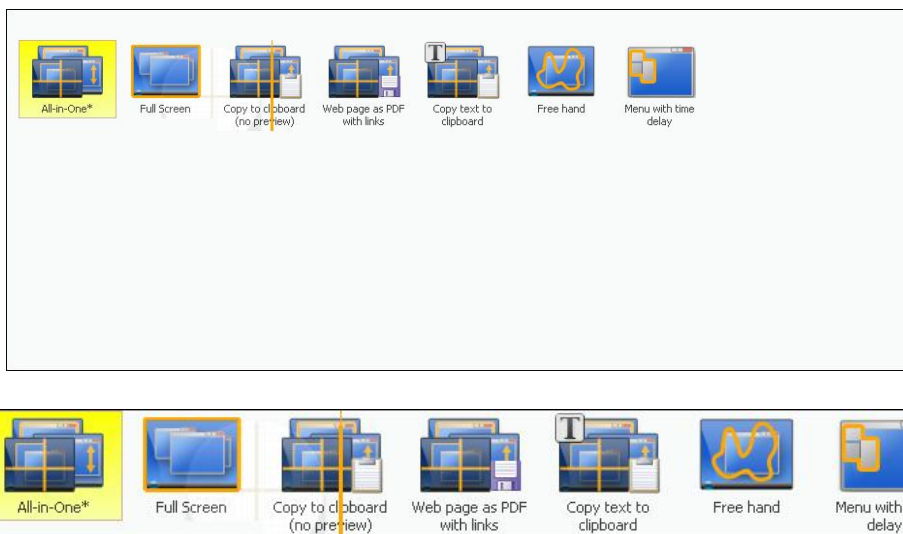 All-in-One*
Full Screen
Copy to clipboard
(no preview)
Web page as PDF
with links
T
Copy text to
clipboard
Free hand
Menu with time
delay
All-in-One*
Full Screen
Copy to clipboard
(no preview)
Web page as PDF
with links
T
Copy text to
clipboard
Free hand
Menu with
delay